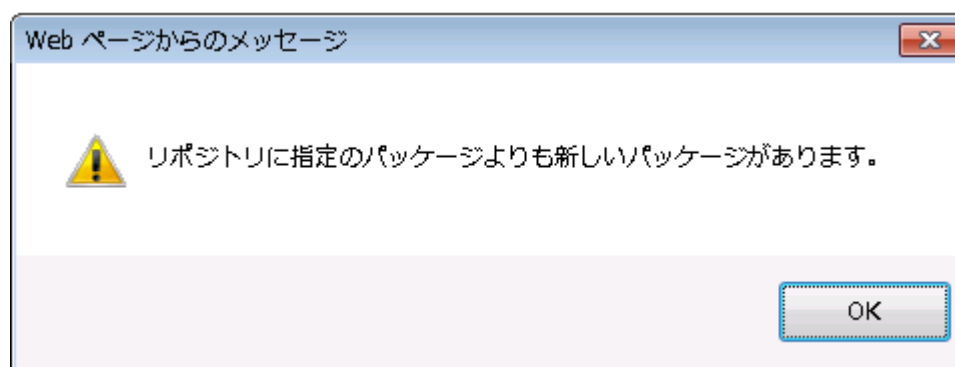 Web ページからのメッセージ
リポジトリに指定のパッケージよりも新しいパッケージがあります。
OK